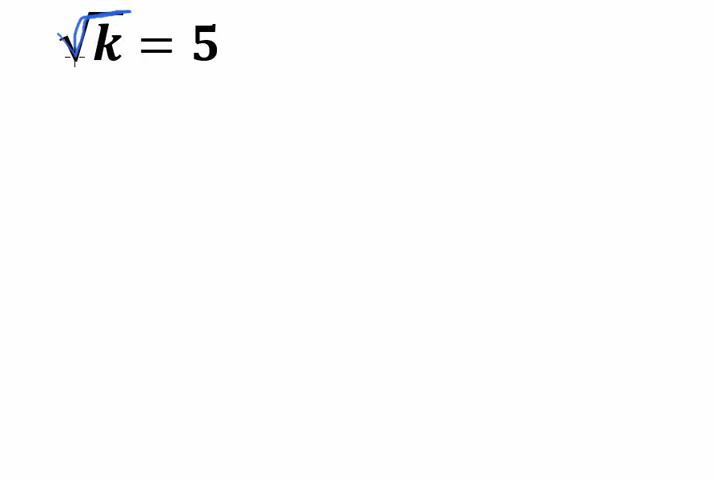 √k = 5